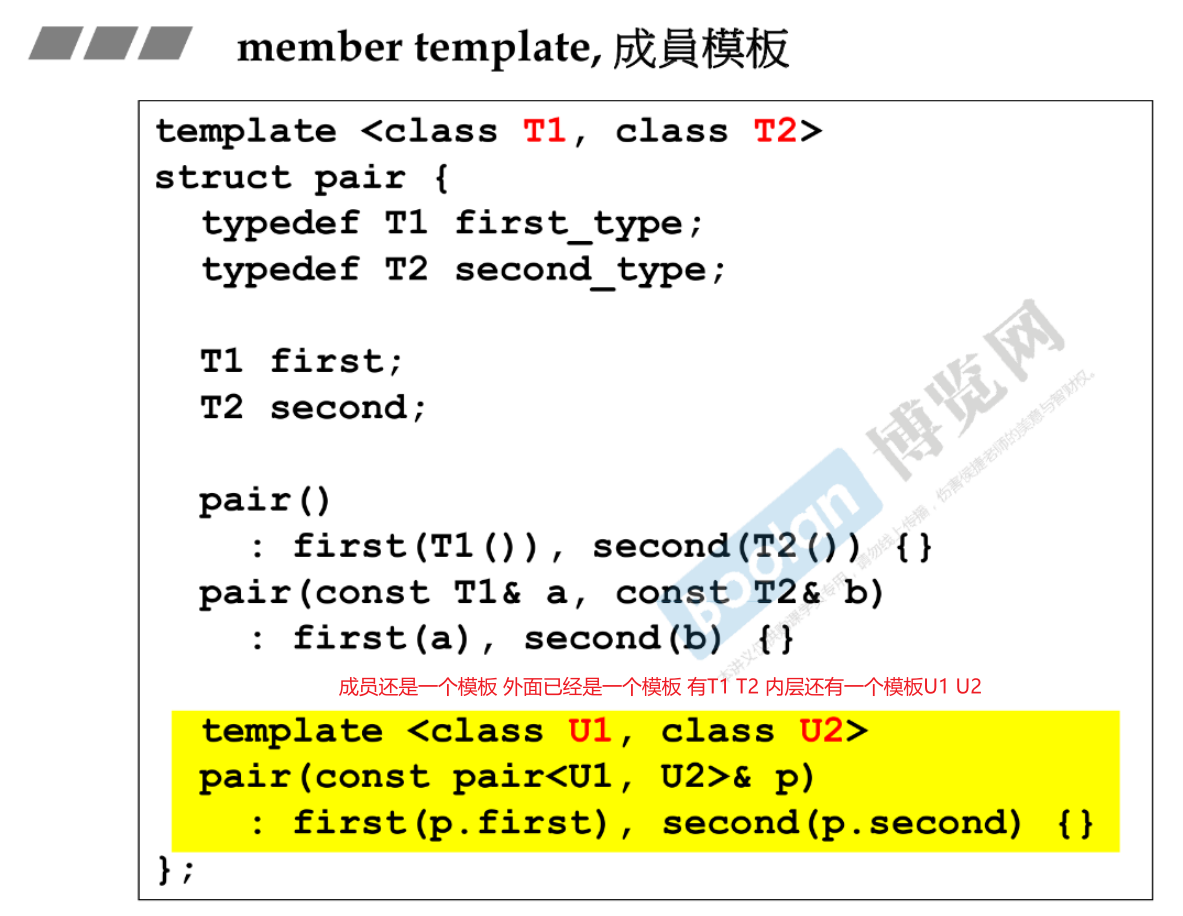 member template, 成員模板
template <class T1, class T2>
struct pair {
typedef T1 first_type;
typedef T2 second_type;
T1 first;
T2 second;
pair()
: first(T1()), second(T2()) {}
pair(const T1& a, const T2& b)
: first(a), second(b) {}
成员还是一个模板 外面已经是一个模板 有T1 T2 内层还有一个模板U1 U2
template <class U1, class U2>
pair(const pair<U1, U2>& p)
: first(p.first), second(p.second) {}
};
boolan 博览网